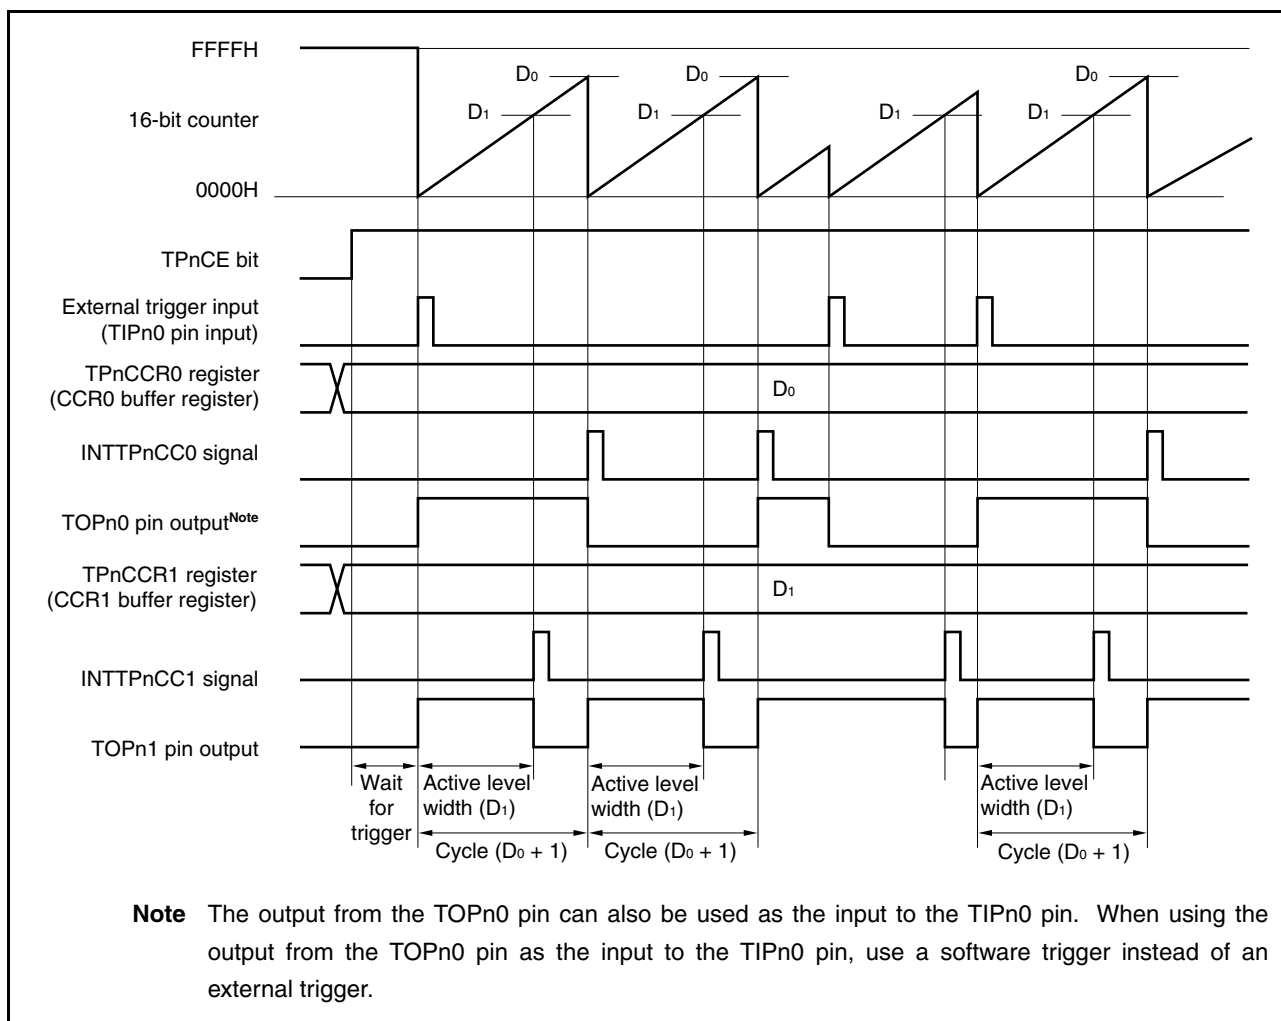 FFFFH
D0
D0
D0
D1
D1
D1
D1
16-bit counter
0000H
TPnCE bit
External trigger input
(TIPn0 pin input)
TPnCCR0 register
(CCR0 buffer register)
D0
INTTPnCC0 signal
TOPn0 pin outputNote
TPnCCR1 register
(CCR1 buffer register)
D1
INTTPnCC1 signal
TOPn1 pin output
Wait
for
trigger
Active level
width (D1)
Active level
width (D1)
Active level
width (D1)
Cycle (D0 + 1)
Cycle (D0 + 1)
Cycle (D0 + 1)
Note The output from the TOPn0 pin can also be used as the input to the TIPn0 pin. When using the
output from the TOPn0 pin as the input to the TIPn0 pin, use a software trigger instead of an
external trigger.